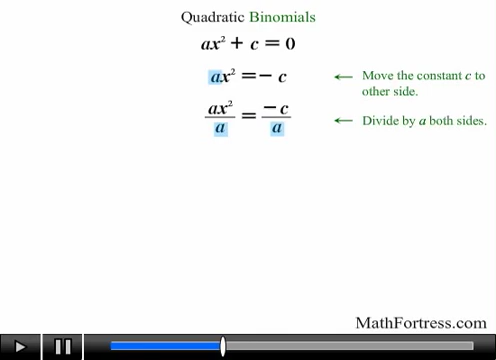 Quadratic Binomials
ax² + c = 0
ax² = − c ← Move the constant c to
other side.
ax²/a = −c/a ← Divide by a both sides.
MathFortress.com